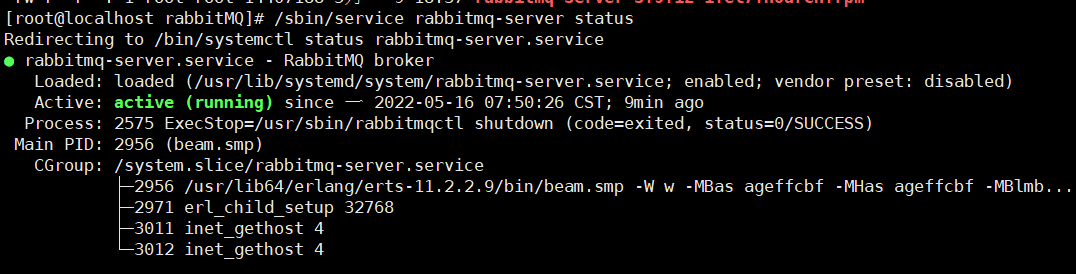 [root@localhost rabbitMQ]# /sbin/service rabbitmq-server status
Redirecting to /bin/systemctl status rabbitmq-server.service
● rabbitmq-server.service - RabbitMQ broker
   Loaded: loaded (/usr/lib/systemd/system/rabbitmq-server.service; enabled; vendor preset: disabled)
   Active: active (running) since 一 2022-05-16 07:50:26 CST; 9min ago
  Process: 2575 ExecStop=/usr/sbin/rabbitmqctl shutdown (code=exited, status=0/SUCCESS)
 Main PID: 2956 (beam.smp)
   CGroup: /system.slice/rabbitmq-server.service
           ├─2956 /usr/lib64/erlang/erts-11.2.2.9/bin/beam.smp -W w -MBas ageffcbf -MHas ageffcbf -MBlmb...
           ├─2971 erl_child_setup 32768
           ├─3011 inet_gethost 4
           └─3012 inet_gethost 4